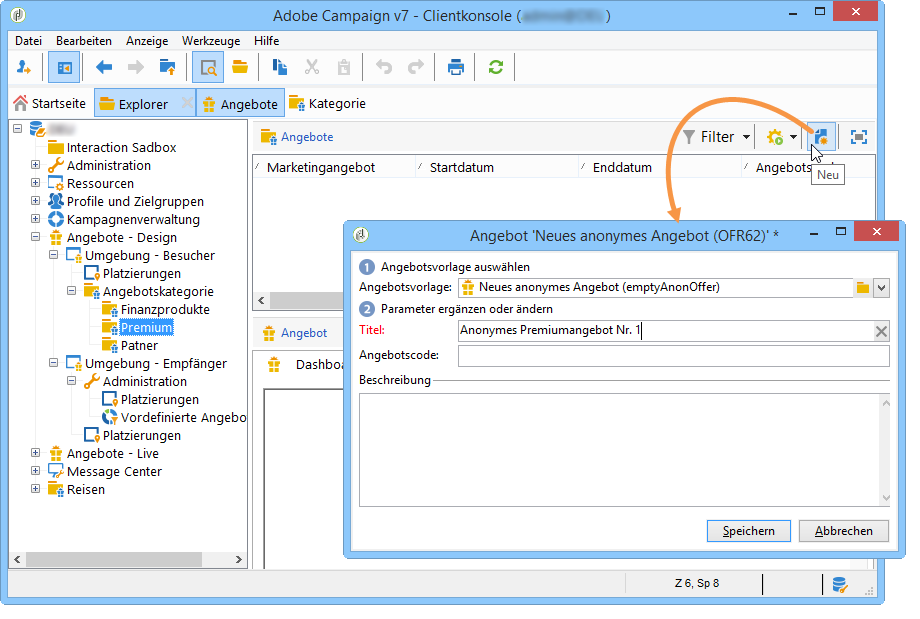 Adobe Campaign v7 - Clientkonsole (
Datei Bearbeiten Anzeige Werkzeuge Hilfe
Startseite Explorer Angebote Kategorie
Interaction Sadbox
Administration
Ressourcen
Profile und Zielgruppen
Kampagnenverwaltung
Angebote - Design
Umgebung - Besucher
Platzierungen
Angebotskategorie
Finanzprodukte
Premium
Patner
Umgebung - Empfänger
Administration
Platzierungen
Vordefinierte Angebo
Platzierungen
Angebote - Live
Message Center
Reisen
Angebote Filter
Neu
Marketingangebot Startdatum Enddatum Angebots
Angebot
Dashboa
Angebot 'Neues anonymes Angebot (OFR62)' *
1 Angebotsvorlage auswählen
Angebotsvorlage: Neues anonymes Angebot (emptyAnonOffer)
2 Parameter ergänzen oder ändern
Titel: Anonymes Premiumangebot Nr. 1
Angebotscode:
Beschreibung
Speichern Abbrechen
Z 6, Sp 8